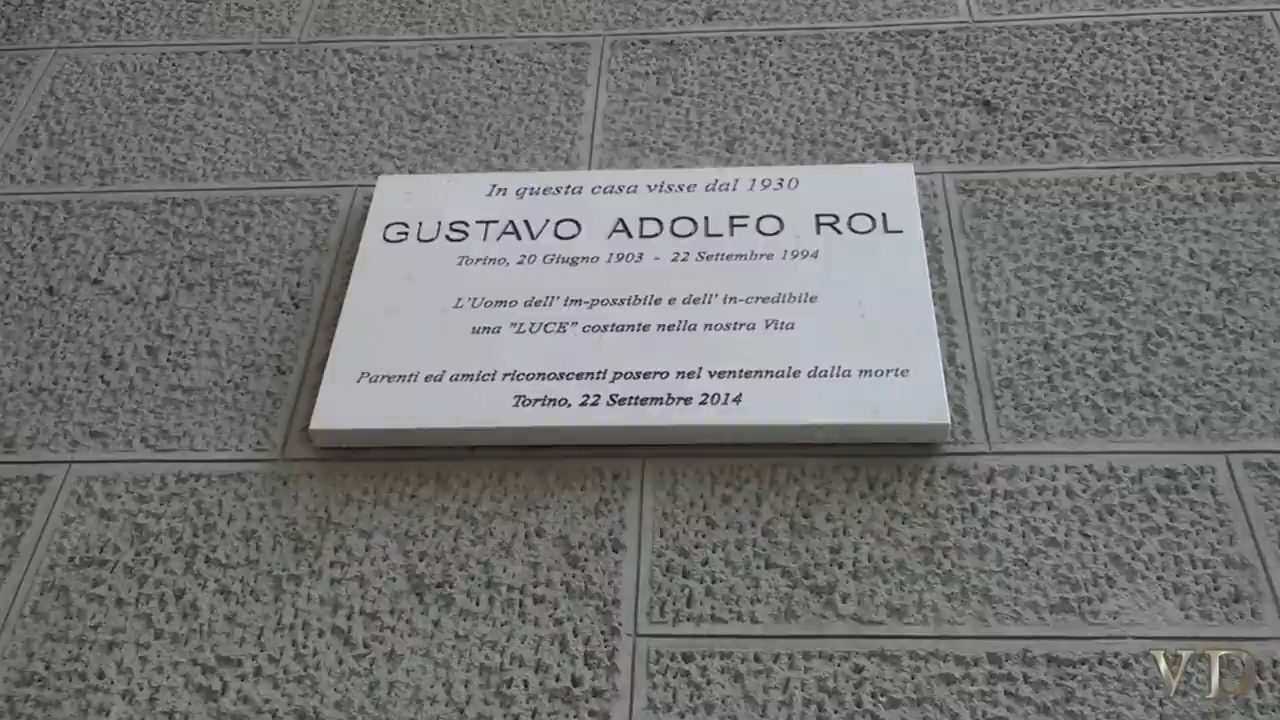 In questa casa visse dal 1930
GUSTAVO ADOLFO ROL
Torino, 20 Giugno 1903 - 22 Settembre 1994
L'Uomo dell' im-possibile e dell' in-credibile
una "LUCE" costante nella nostra Vita
Parenti ed amici riconoscenti posero nel ventennale dalla morte
Torino, 22 Settembre 2014
VD